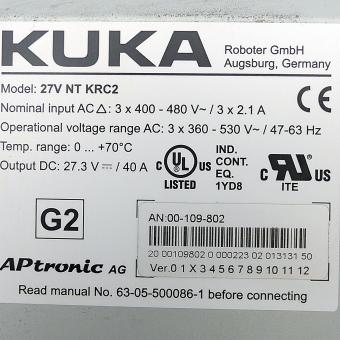 KUKA
Roboter GmbH
Augsburg, Germany
Model: 27V NT KRC2
Nominal input AC△: 3 x 400 - 480 V~ / 3 x 2.1 A
Operational voltage range AC: 3 x 360 - 530 V~ / 47-63 Hz
Temp. range: 0 ... +70°C
Output DC: 27.3 V⎓ / 40 A
C UL US
LISTED
IND.
CONT.
EQ.
1YD8
C RU US
ITE
G2
AN:00-109-802
20 00109802 0 000223 02 013131 50
Ver. 0 1 X 3 4 5 6 7 8 9 10 11 12
APtronic AG
Read manual No. 63-05-500086-1 before connecting